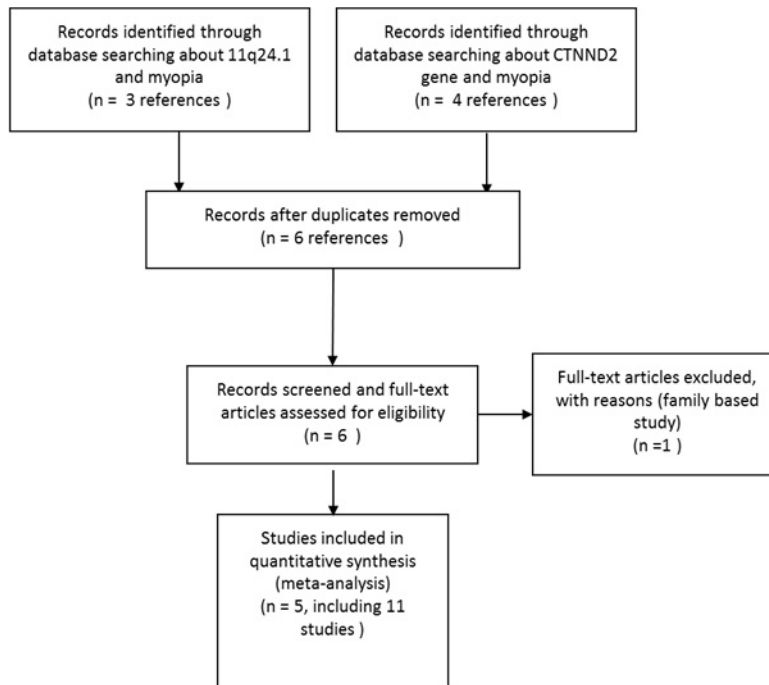 Records identified through
database searching about 11q24.1
and myopia
(n = 3 references )
Records identified through
database searching about CTNND2
gene and myopia
(n = 4 references )
Records after duplicates removed
(n = 6 references )
Records screened and full-text
articles assessed for eligibility
(n = 6 )
Full-text articles excluded,
with reasons (family based
study)
(n =1 )
Studies included in
quantitative synthesis
(meta-analysis)
(n = 5, including 11
studies )